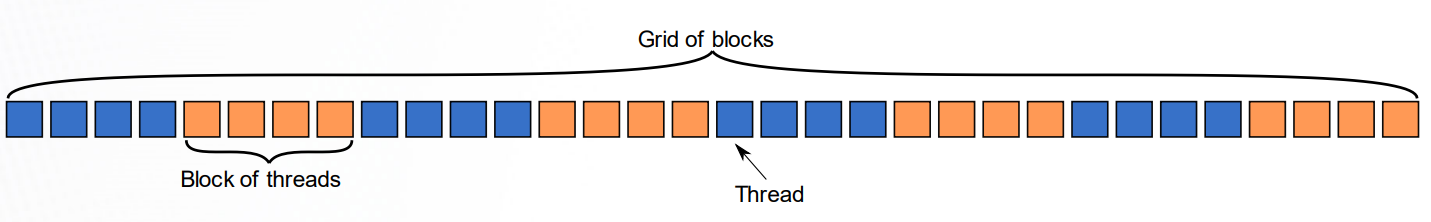 Grid of blocks
Block of threads
Thread